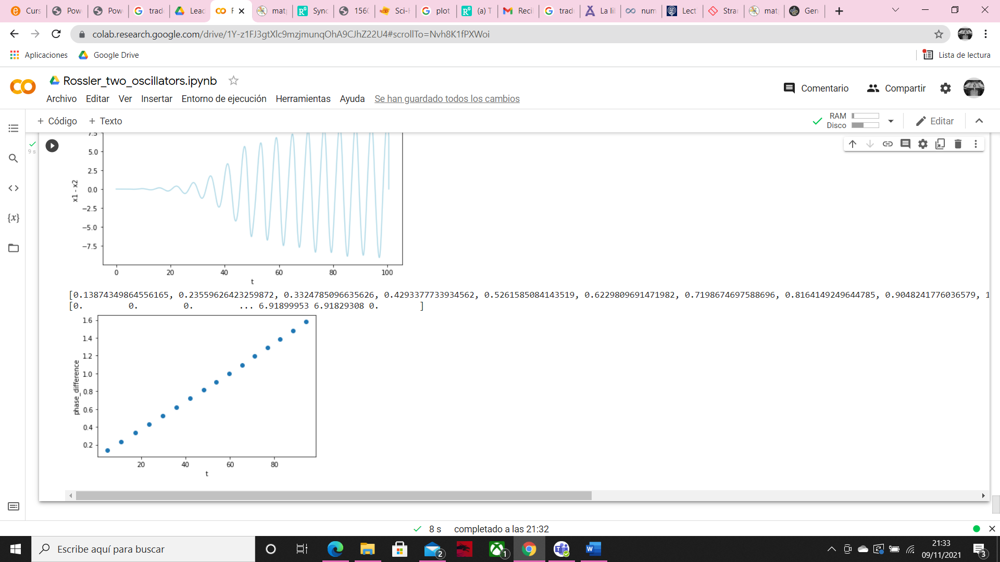 Curs
Pow
Pow
trad
Lea
F
mat
Sync
156
Sci-H
plot
(a) T
Reci
trad
La li
num
Lect
Stra
mat
Gen
colab.research.google.com/drive/1Y-z1FJ3gtXlc9mzjmunqOhA9CJhZ22U4#scrollTo=Nvh8K1fPXWoi
Aplicaciones
Google Drive
Lista de lectura
Rossler_two_oscillators.ipynb
Comentario
Compartir
Archivo Editar Ver Insertar Entorno de ejecución Herramientas Ayuda Se han guardado todos los cambios
+ Código + Texto
RAM
Disco
Editar
9 s
7.5
5.0
2.5
0.0
−2.5
−5.0
−7.5
x1 - x2
0 20 40 60 80 100
t
[0.13874349864556165, 0.23559626423259872, 0.3324785096635626, 0.4293377733934562, 0.5261585084143519, 0.6229809691471982, 0.7198674697588696, 0.8164149249644785, 0.9048241776036579, 1
[0. 0. 0. ... 6.91899953 6.91829308 0. ]
1.6
1.4
1.2
1.0
0.8
0.6
0.4
0.2
phase_difference
20 40 60 80
t
8 s completado a las 21:32
Escribe aquí para buscar
2
1
21:33
09/11/2021
3